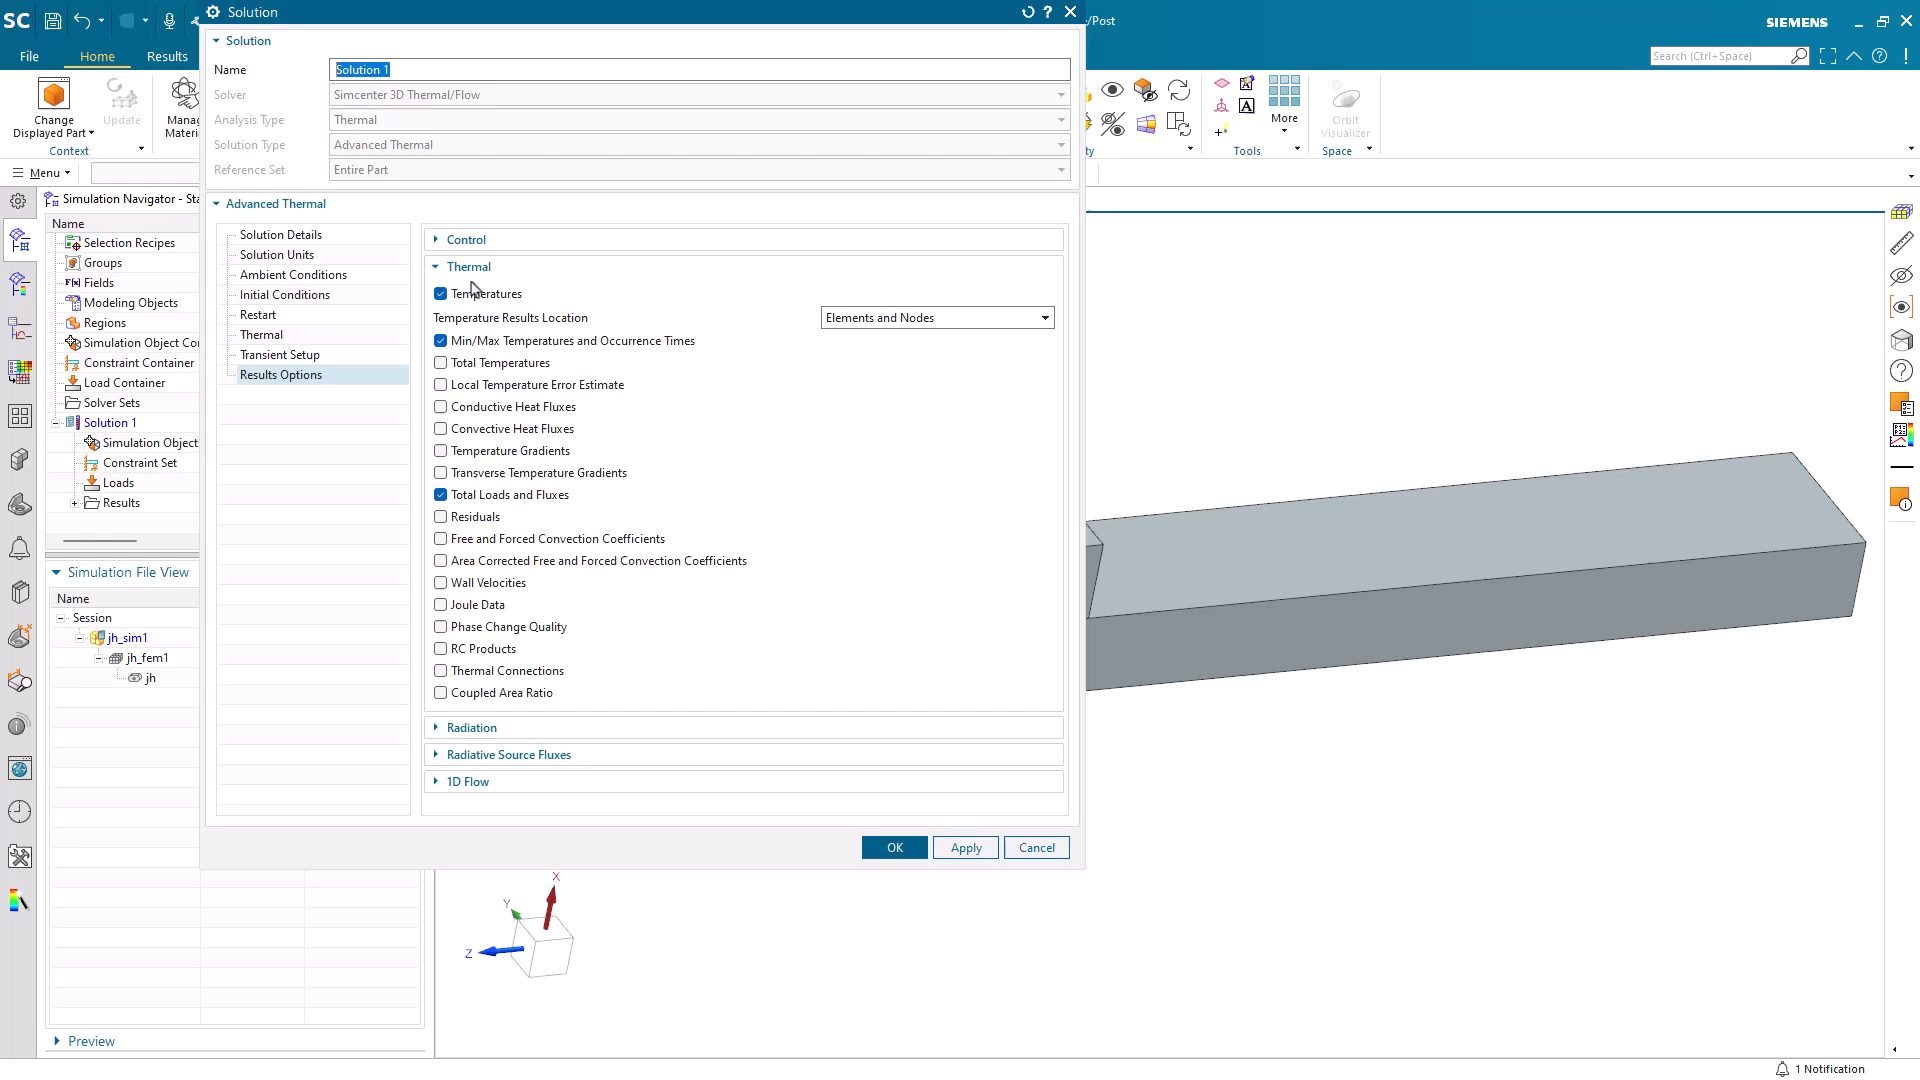 SC
Solution
/Post
SIEMENS
File
Home
Results
Search (Ctrl+Space)
Change
Displayed Part
Update
Context
More
Tools
Orbit
Visualizer
Space
Menu
Simulation Navigator - Sta
Name
Selection Recipes
Groups
Fields
Modeling Objects
Regions
Simulation Object Co
Constraint Container
Load Container
Solver Sets
Solution 1
Simulation Object
Constraint Set
Loads
Results
Simulation File View
Name
Session
jh_sim1
jh_fem1
jh
Preview
Solution
Name
Solution 1
Solver
Simcenter 3D Thermal/Flow
Analysis Type
Thermal
Solution Type
Advanced Thermal
Reference Set
Entire Part
Advanced Thermal
Solution Details
Solution Units
Ambient Conditions
Initial Conditions
Restart
Thermal
Transient Setup
Results Options
Control
Thermal
Temperatures
Temperature Results Location
Elements and Nodes
Min/Max Temperatures and Occurrence Times
Total Temperatures
Local Temperature Error Estimate
Conductive Heat Fluxes
Convective Heat Fluxes
Temperature Gradients
Transverse Temperature Gradients
Total Loads and Fluxes
Residuals
Free and Forced Convection Coefficients
Area Corrected Free and Forced Convection Coefficients
Wall Velocities
Joule Data
Phase Change Quality
RC Products
Thermal Connections
Coupled Area Ratio
Radiation
Radiative Source Fluxes
1D Flow
OK
Apply
Cancel
X
Y
Z
1 Notification